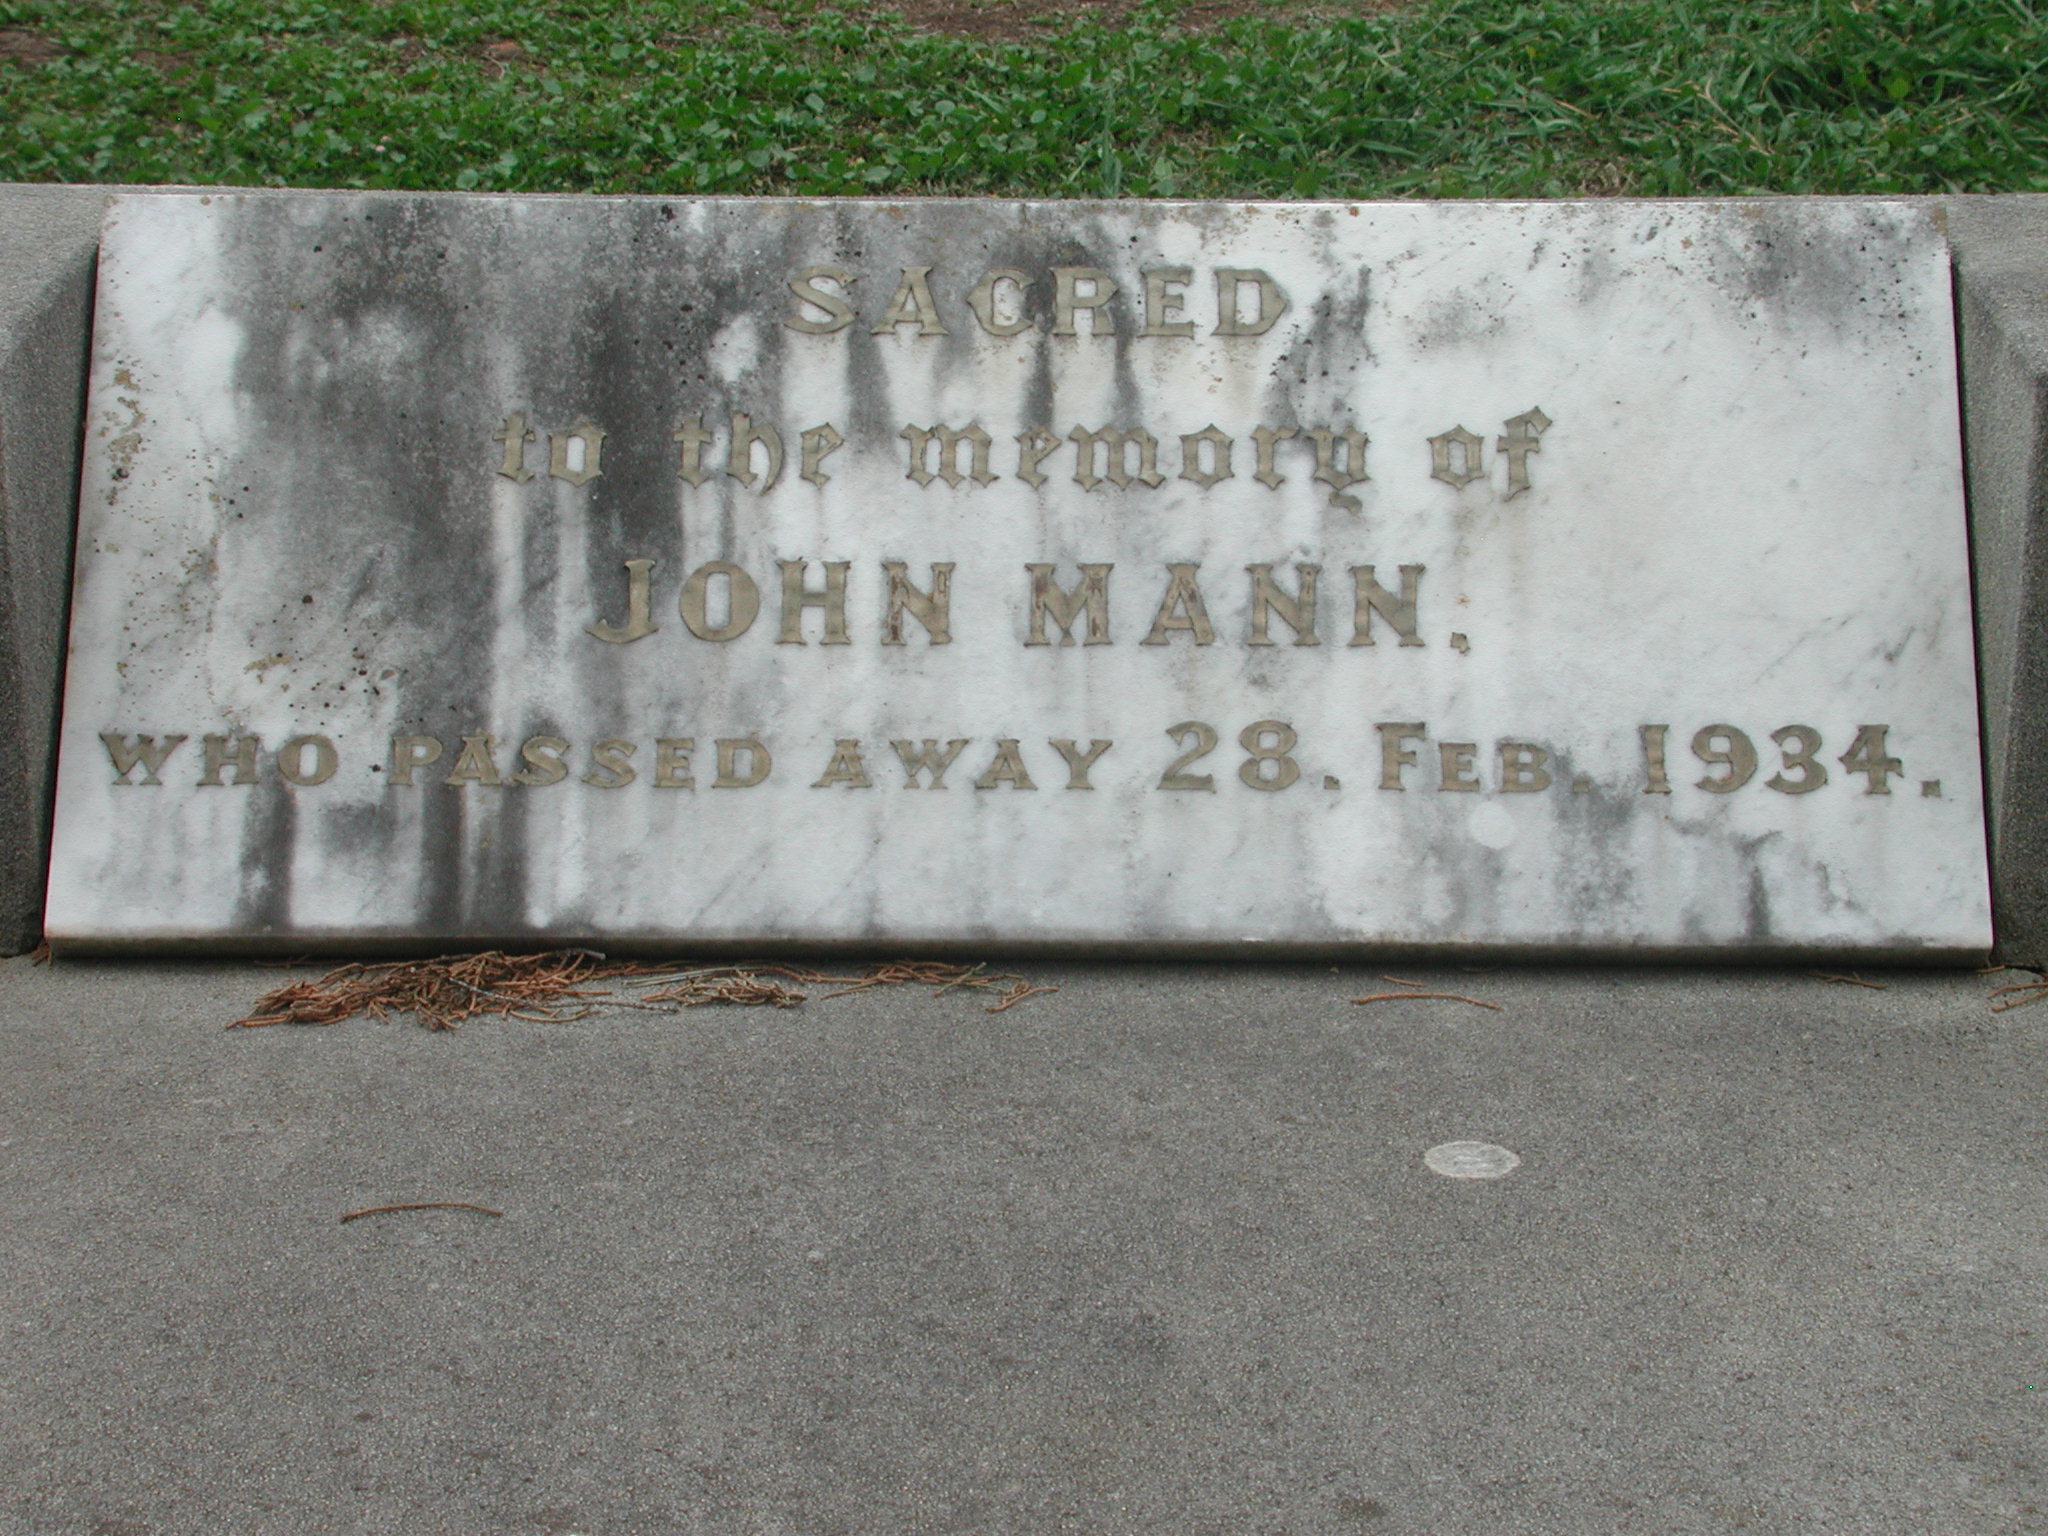 SACRED
to the memory of
JOHN MANN.
WHO PASSED AWAY 28. FEB. 1934.